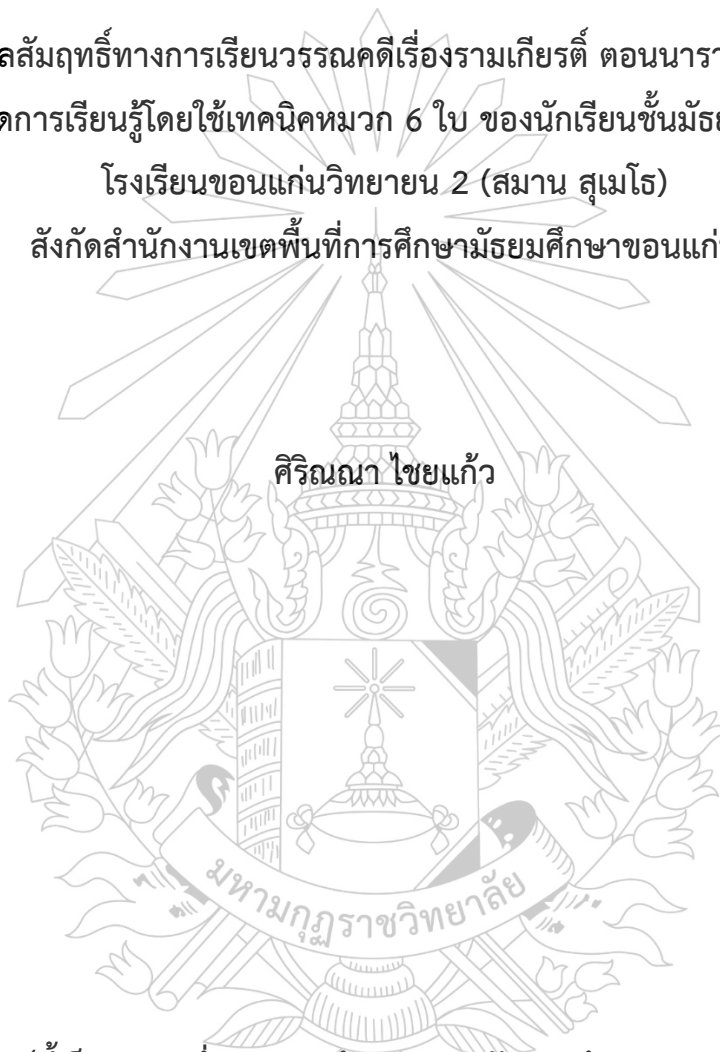 ลสัมฤทธิ์ทางการเรียนวรรณคดีเรื่องรามเกียรติ์ ตอนนารา
ดการเรียนรู้โดยใช้เทคนิคหมวก 6 ใบ ของนักเรียนชั้นมัธย
โรงเรียนขอนแก่นวิทยายน 2 (สมาน สุเมโธ)
สังกัดสำนักงานเขตพื้นที่การศึกษามัธยมศึกษาขอนแก่
ศิริณณา ไชยแก้ว
มหามกุฏราชวิทยาลัย